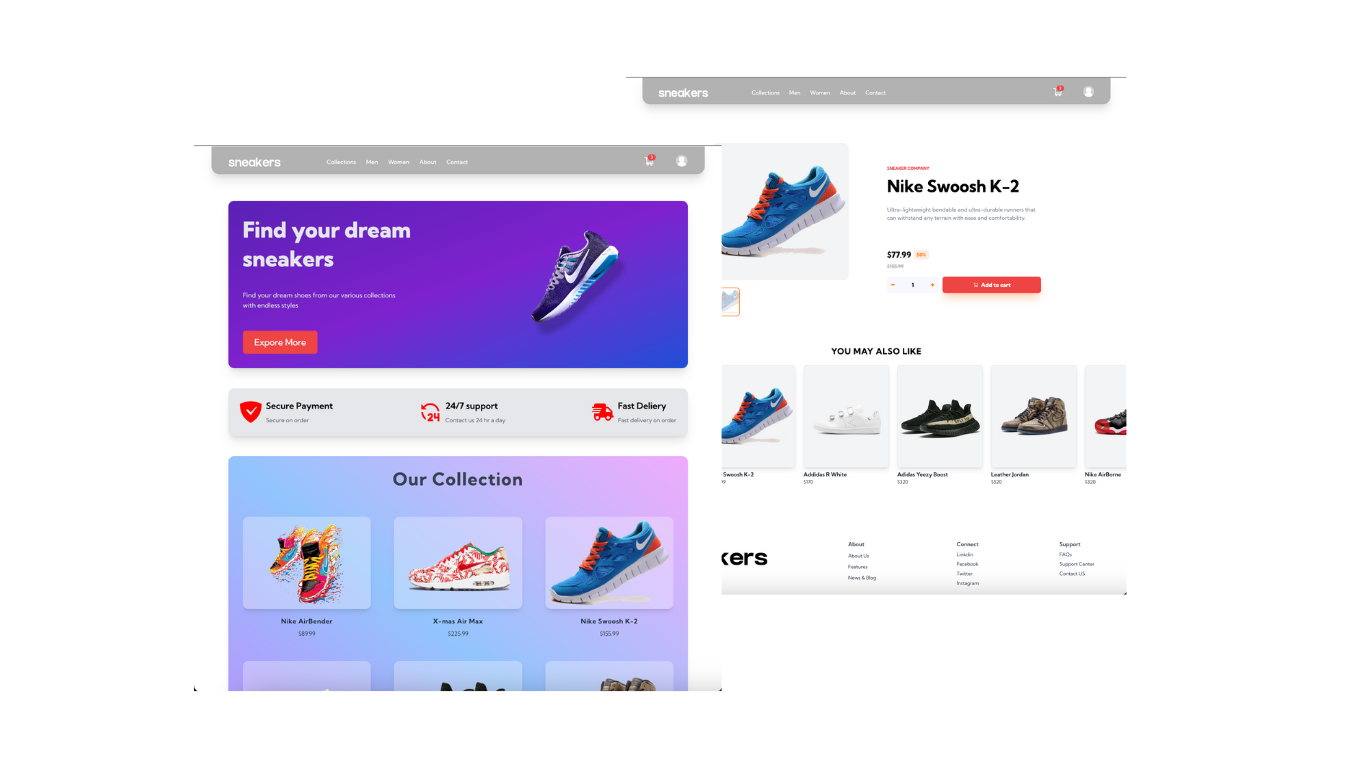 sneakers
Collections Men Women About Contact
Find your dream
sneakers
Find your dream shoes from our various collections
with endless styles
Expore More
Secure Payment
Secure on order
24
24/7 support
Contact us 24 hr a day
Fast Deliery
Fast delivery on order
Our Collection
Nike AirBender
$89.99
X-mas Air Max
$225.99
Nike Swoosh K-2
$155.99
sneakers
Collections Men Women About Contact
SNEAKER COMPANY
Nike Swoosh K-2
Ultra-lightweight bendable and ultra-durable runners that
can withstand any terrain with ease and comfortability.
$77.99 50%
$155.99
- 1 +
Add to cart
YOU MAY ALSO LIKE
Swoosh K-2
Addidas R White
$170
Adidas Yeezy Boost
$320
Leather Jordan
$620
Nike AirBorne
$320
kers
About
About Us
Features
News & Blog
Connect
Linkdin
Facebook
Twitter
Instagram
Support
FAQs
Support Center
Contact US